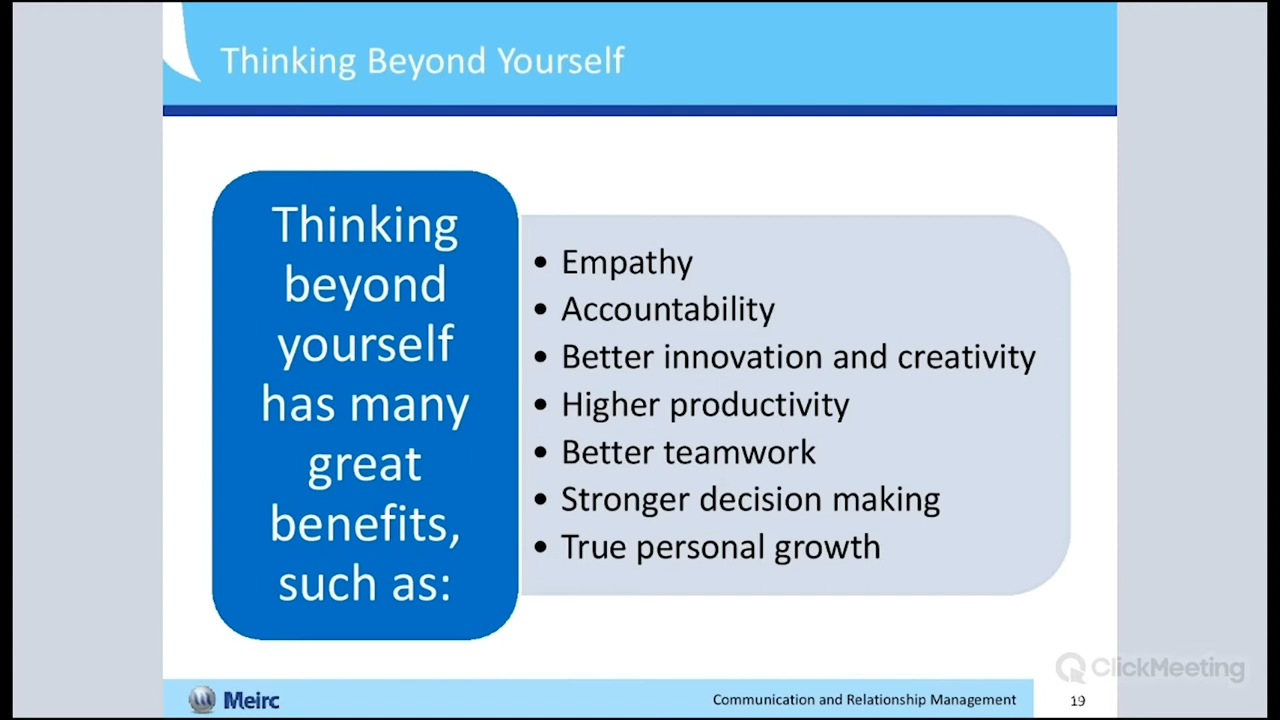 Thinking Beyond Yourself
Thinking
beyond
yourself
has many
great
benefits,
such as:
• Empathy
• Accountability
• Better innovation and creativity
• Higher productivity
• Better teamwork
• Stronger decision making
• True personal growth
ClickMeeting
Meirc
Communication and Relationship Management
19